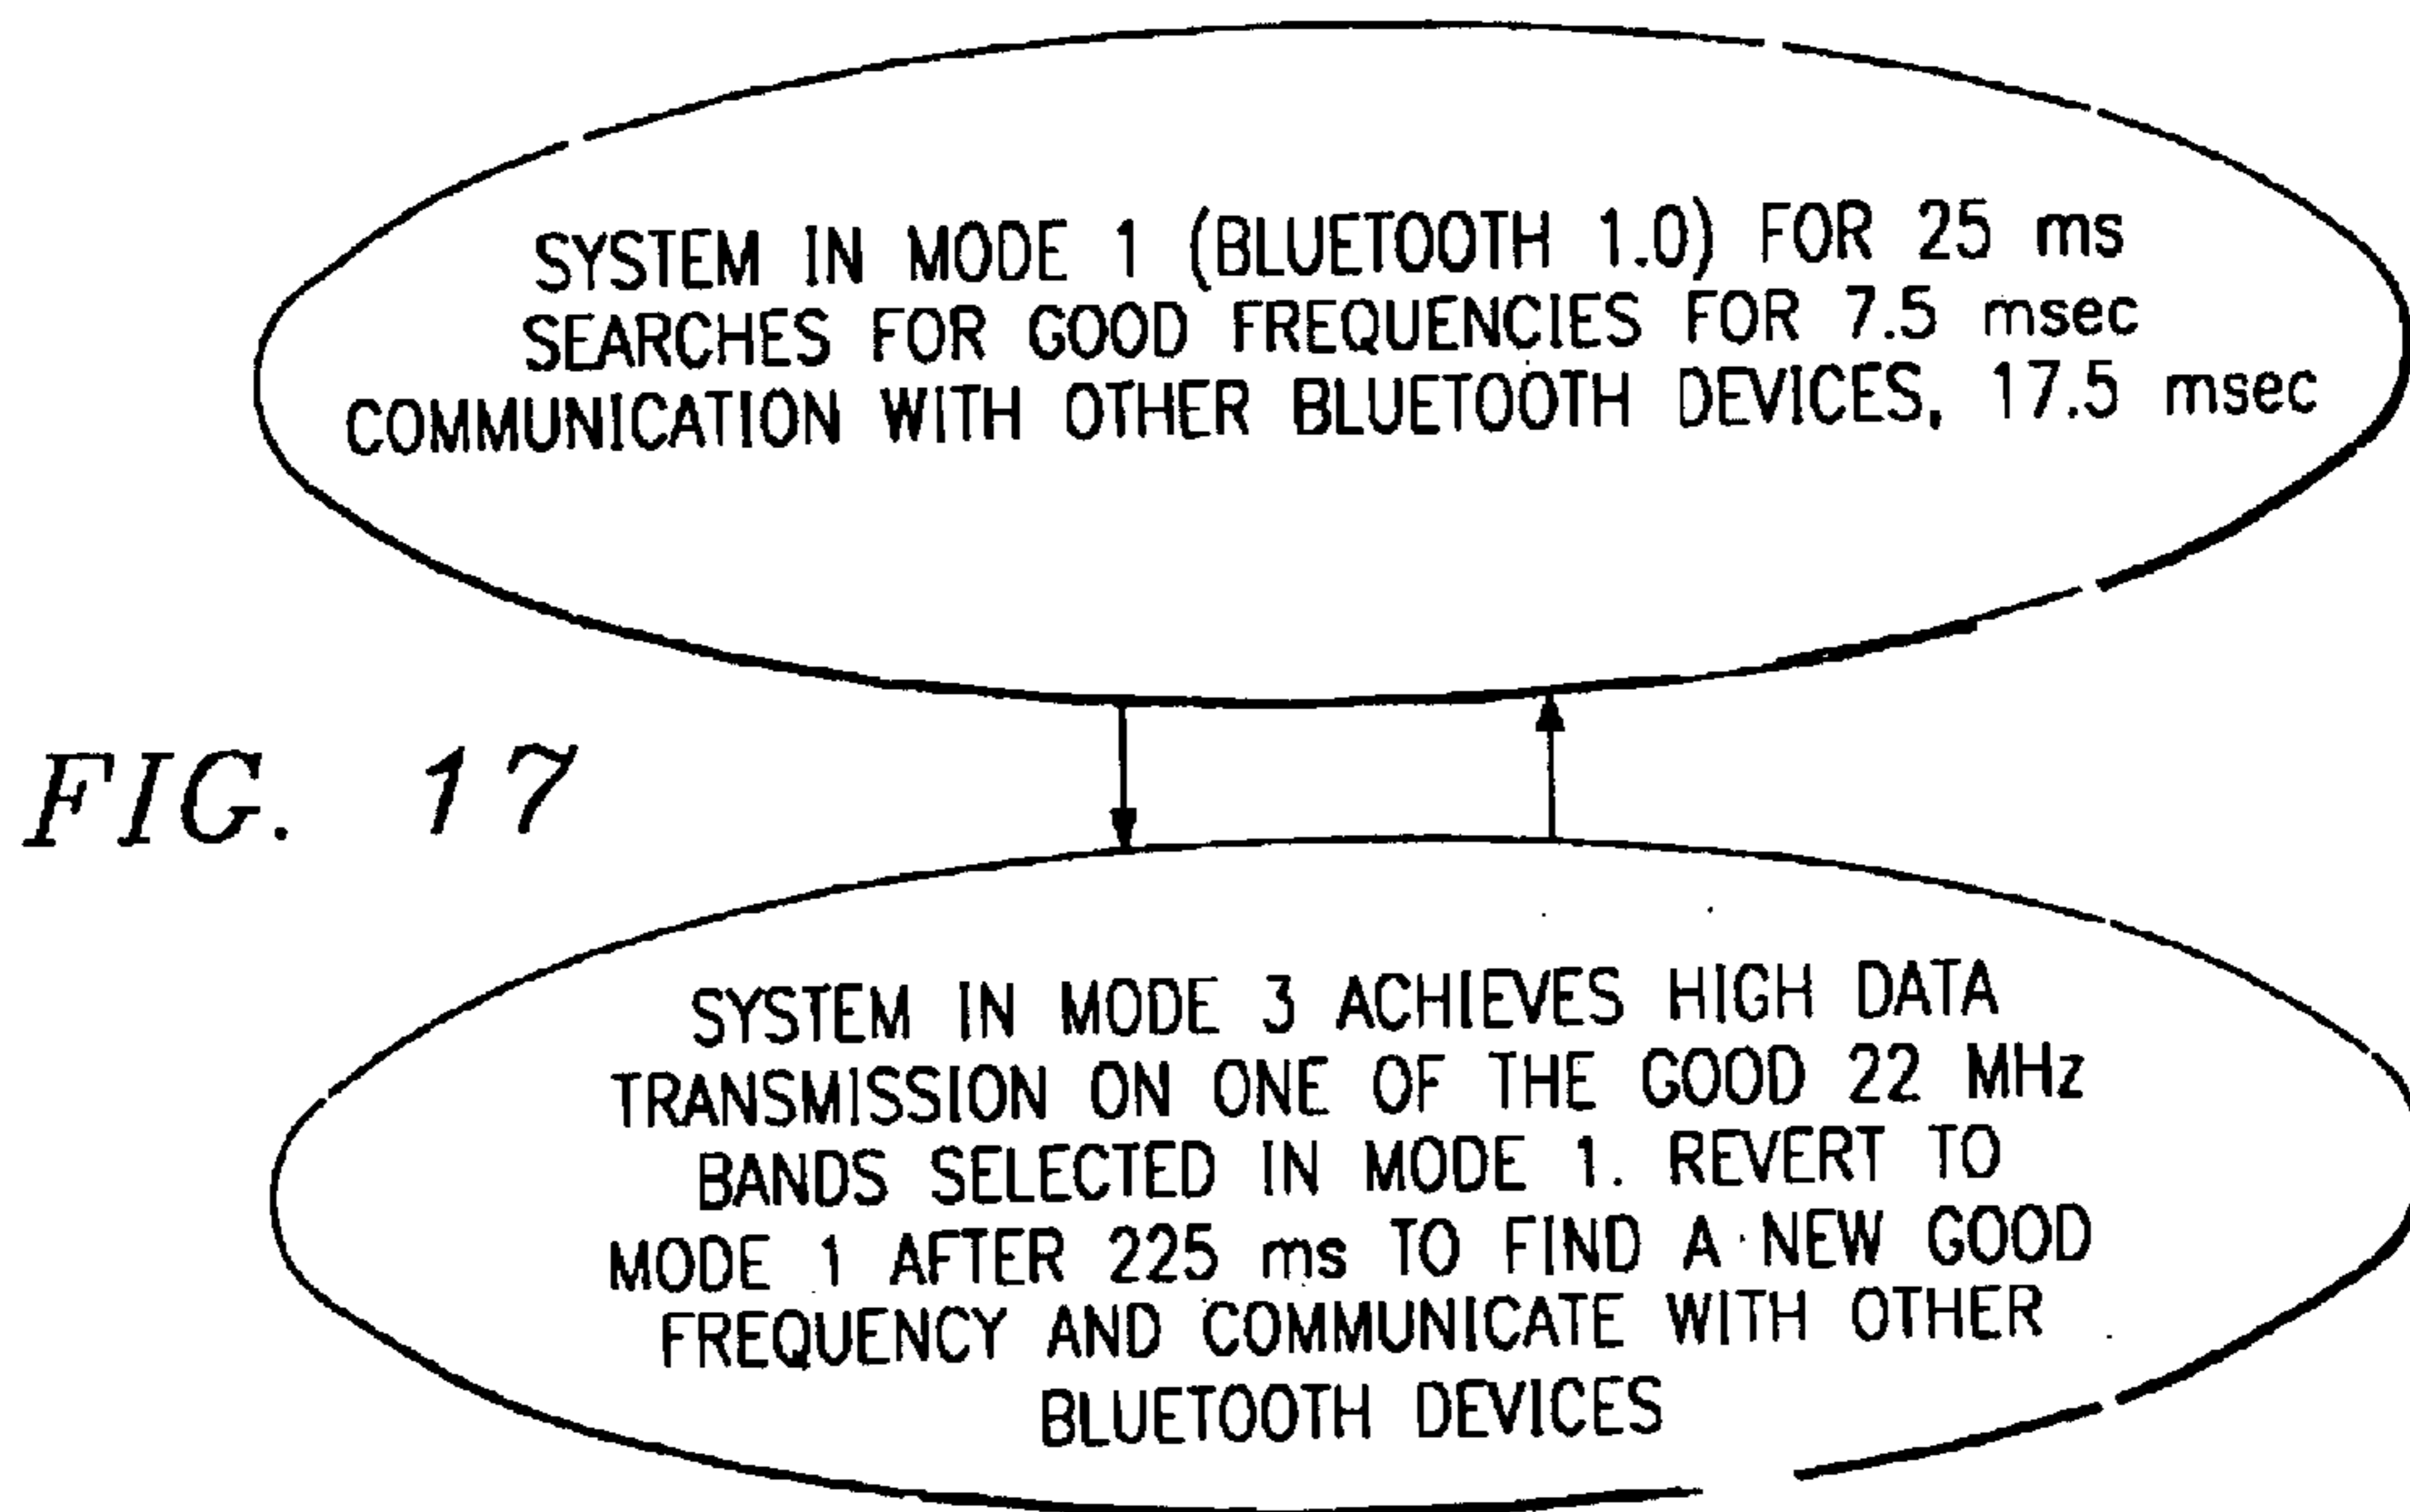 SYSTEM IN MODE 1 (BLUETOOTH 1.0) FOR 25 ms
SEARCHES FOR GOOD FREQUENCIES FOR 7.5 msec
COMMUNICATION WITH OTHER BLUETOOTH DEVICES, 17.5 msec
FIG. 17
SYSTEM IN MODE 3 ACHIEVES HIGH DATA
TRANSMISSION ON ONE OF THE GOOD 22 MHz
BANDS SELECTED IN MODE 1. REVERT TO
MODE 1 AFTER 225 ms TO FIND A NEW GOOD
FREQUENCY AND COMMUNICATE WITH OTHER
BLUETOOTH DEVICES